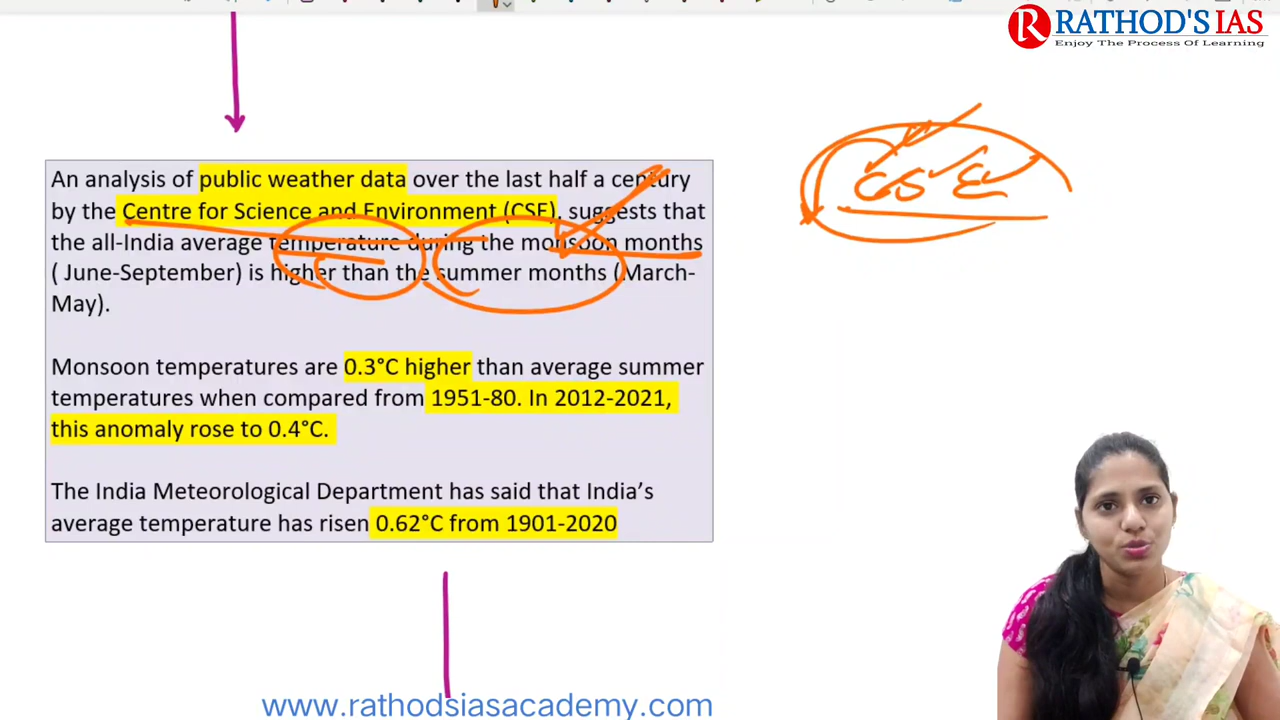 RATHOD'S IAS
Enjoy The Process Of Learning
CSE
An analysis of public weather data over the last half a century
by the Centre for Science and Environment (CSE), suggests that
the all-India average temperature during the monsoon months
( June-September) is higher than the summer months (March-
May).
Monsoon temperatures are 0.3°C higher than average summer
temperatures when compared from 1951-80. In 2012-2021,
this anomaly rose to 0.4°C.
The India Meteorological Department has said that India's
average temperature has risen 0.62°C from 1901-2020
www.rathodsiasacademy.com